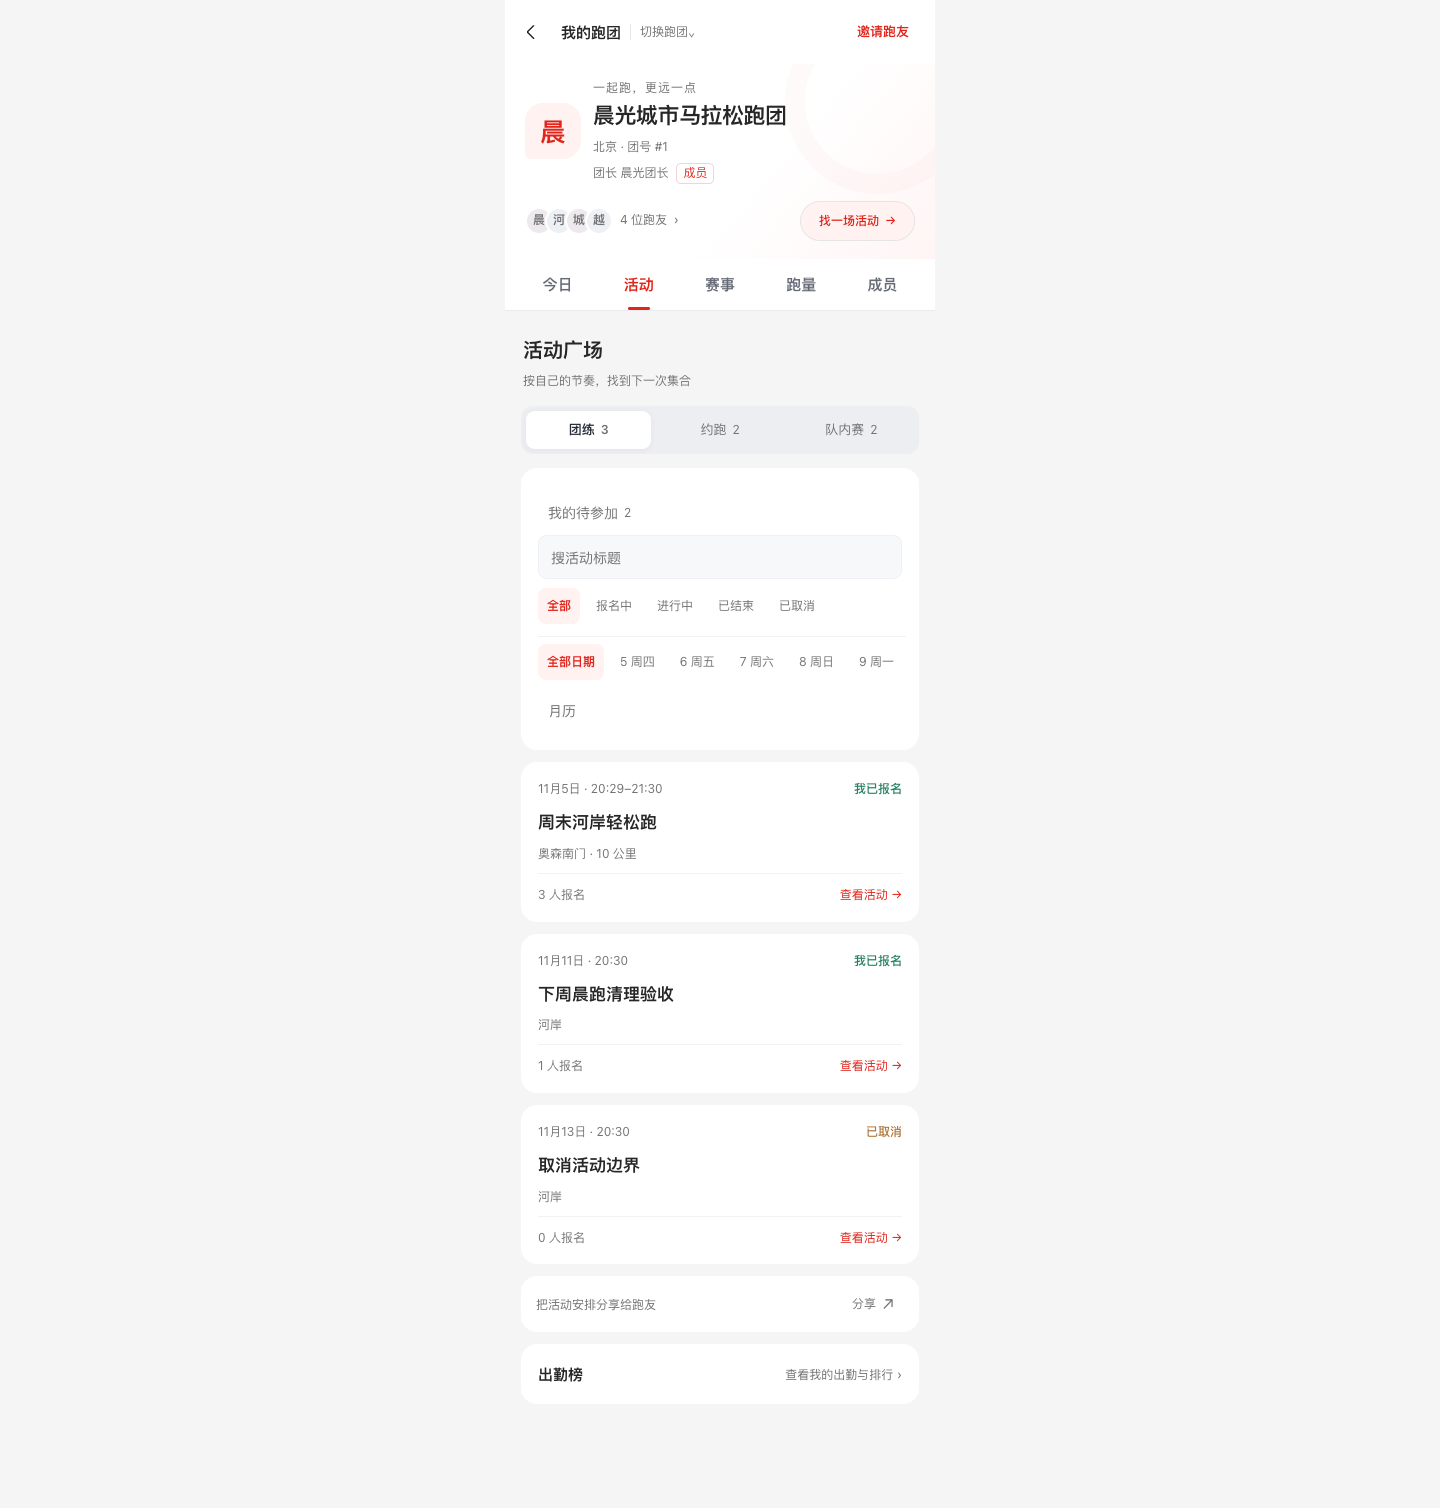 我的跑团 切换跑团⌄ 邀请跑友
一起跑，更远一点
晨
晨光城市马拉松跑团
北京 · 团号 #1
团长 晨光团长 成员
晨 河 城 越 4 位跑友 › 找一场活动 →
今日 活动 赛事 跑量 成员
活动广场
按自己的节奏，找到下一次集合
团练 3 约跑 2 队内赛 2
我的待参加 2
搜活动标题
全部 报名中 进行中 已结束 已取消
全部日期 5 周四 6 周五 7 周六 8 周日 9 周一
月历
11月5日 · 20:29–21:30 我已报名
周末河岸轻松跑
奥森南门 · 10 公里
3 人报名 查看活动 →
11月11日 · 20:30 我已报名
下周晨跑清理验收
河岸
1 人报名 查看活动 →
11月13日 · 20:30 已取消
取消活动边界
河岸
0 人报名 查看活动 →
把活动安排分享给跑友 分享 ↗
出勤榜 查看我的出勤与排行 ›